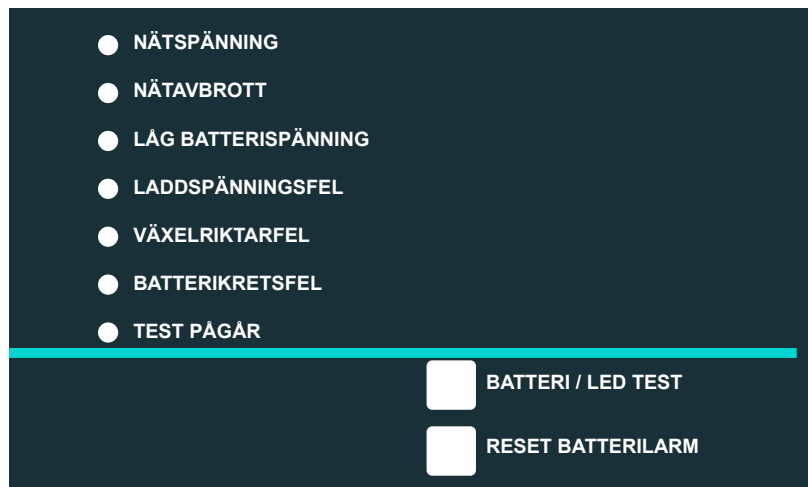 NÄTSPÄNNING
NÄTAVBROTT
LÅG BATTERISPÄNNING
LADDSPÄNNINGSFEL
VÄXELRIKTARFEL
BATTERIKRETSFEL
TEST PÅGÅR
BATTERI / LED TEST
RESET BATTERILARM